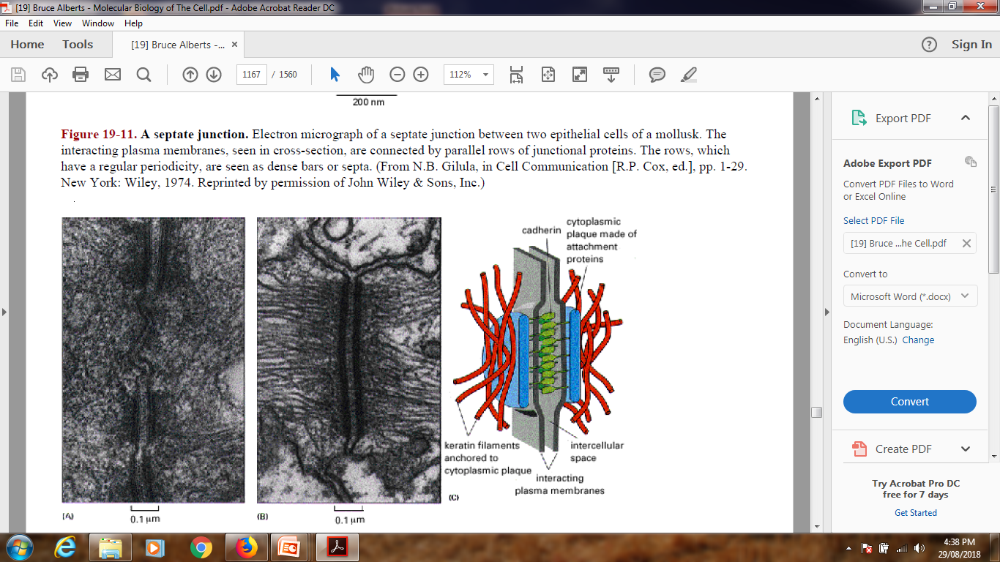 [19] Bruce Alberts - Molecular Biology of The Cell.pdf - Adobe Acrobat Reader DC
File Edit View Window Help
Home Tools [19] Bruce Alberts -... × ? Sign In
1167 / 1560 112%
200 nm
Figure 19-11. A septate junction. Electron micrograph of a septate junction between two epithelial cells of a mollusk. The
interacting plasma membranes, seen in cross-section, are connected by parallel rows of junctional proteins. The rows, which
have a regular periodicity, are seen as dense bars or septa. (From N.B. Gilula, in Cell Communication [R.P. Cox, ed.], pp. 1-29.
New York: Wiley, 1974. Reprinted by permission of John Wiley & Sons, Inc.)
cadherin
cytoplasmic
plaque made of
attachment
proteins
keratin filaments
anchored to
cytoplasmic plaque
intercellular
space
interacting
plasma membranes
(A)
0.1 µm
(B)
0.1 µm
(C)
Export PDF
Adobe Export PDF
Convert PDF Files to Word
or Excel Online
Select PDF File
[19] Bruce ...he Cell.pdf
Convert to
Microsoft Word (*.docx)
Document Language:
English (U.S.) Change
Convert
Create PDF
Try Acrobat Pro DC
free for 7 days
Get Started
4:38 PM
29/08/2018